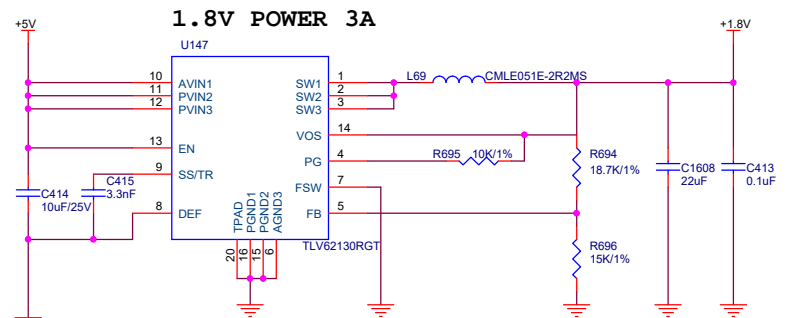 1.8V POWER 3A
+5V
+1.8V
U147
10 AVIN1 SW1 1
11 PVIN2 SW2 2
12 PVIN3 SW3 3
L69 CMLE051E-2R2MS
VOS 14
13 EN
PG 4
R695 10K/1%
9 SS/TR
FSW 7
8 DEF
FB 5
C414
10uF/25V
C415
3.3nF
R694
18.7K/1%
C1608
22uF
C413
0.1uF
TPAD PGND1 PGND2 AGND3
20 16 15 6
TLV62130RGT
R696
15K/1%